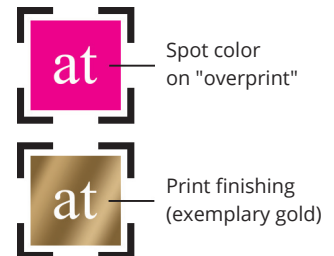 at
Spot color
on "overprint"
at
Print finishing
(exemplary gold)